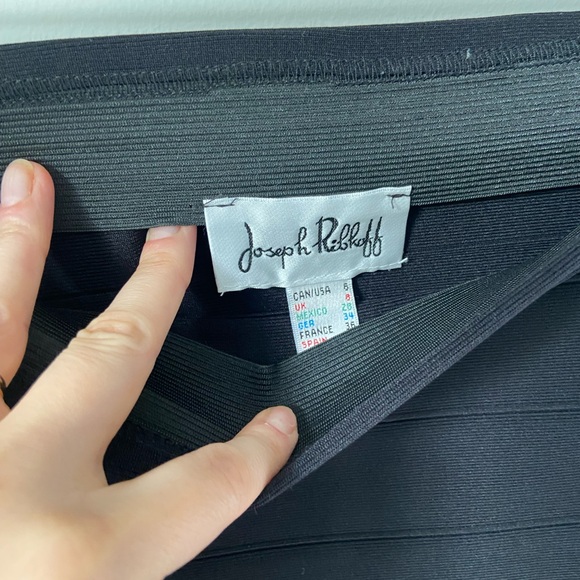 Joseph Ribkoff
CAN/USA 6
UK 8
MEXICO 28
GER 34
FRANCE 36
SPAIN